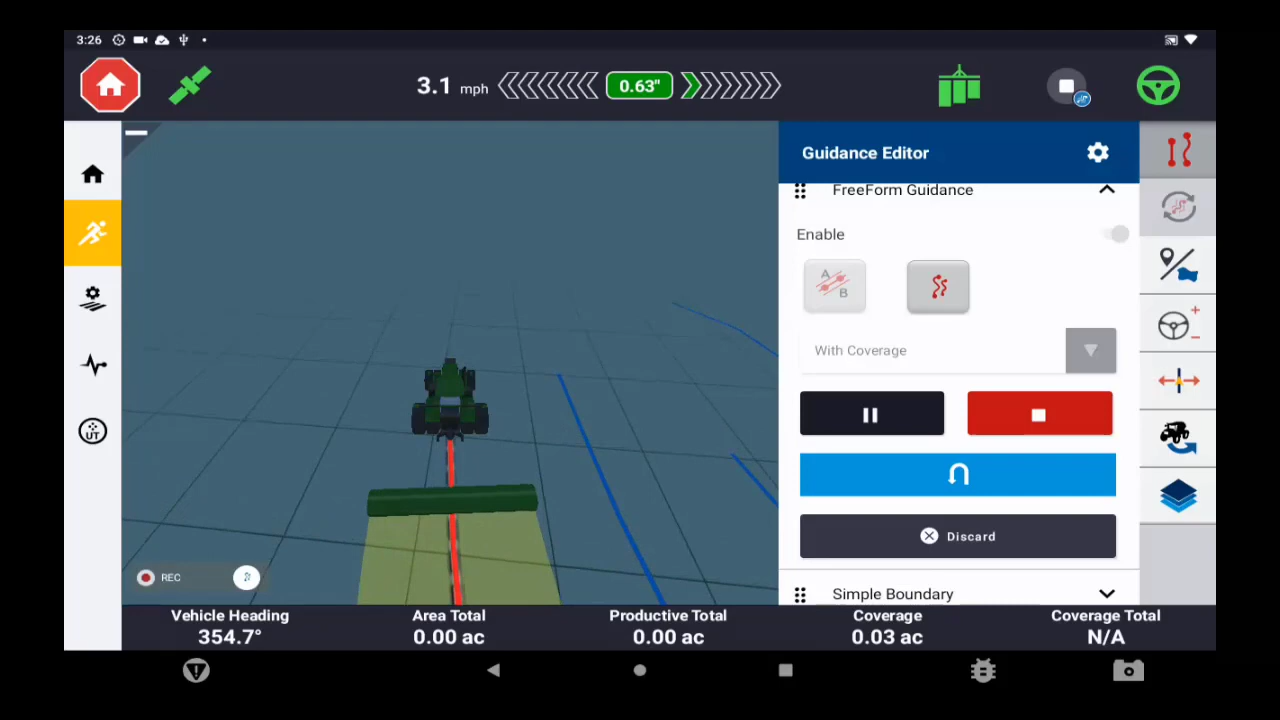 3:26
3.1 mph
0.63"
Guidance Editor
FreeForm Guidance
Enable
A
B
With Coverage
Discard
UT
REC
Simple Boundary
Vehicle Heading
354.7°
Area Total
0.00 ac
Productive Total
0.00 ac
Coverage
0.03 ac
Coverage Total
N/A